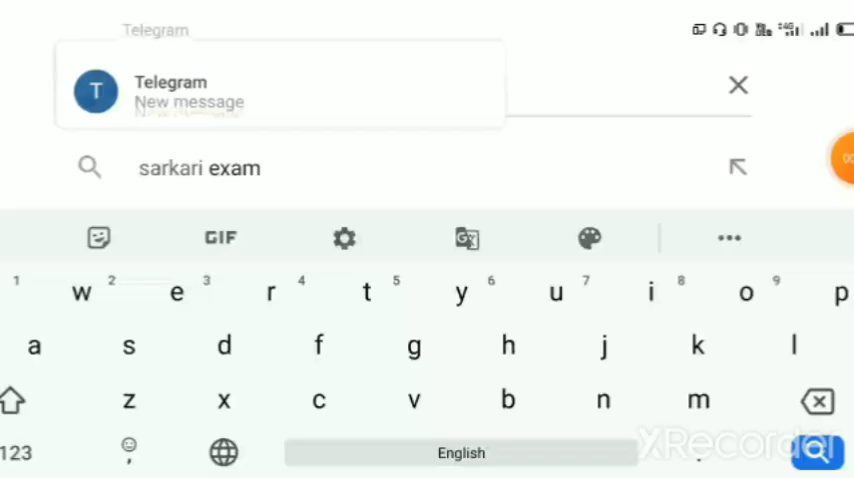 Telegram
T
Telegram
New message
sarkari exam
GIF
1 2 3 4 5 6 7 8 9
w e r t y u i o p
a s d f g h j k l
z x c v b n m
123 , English .
XRecorder